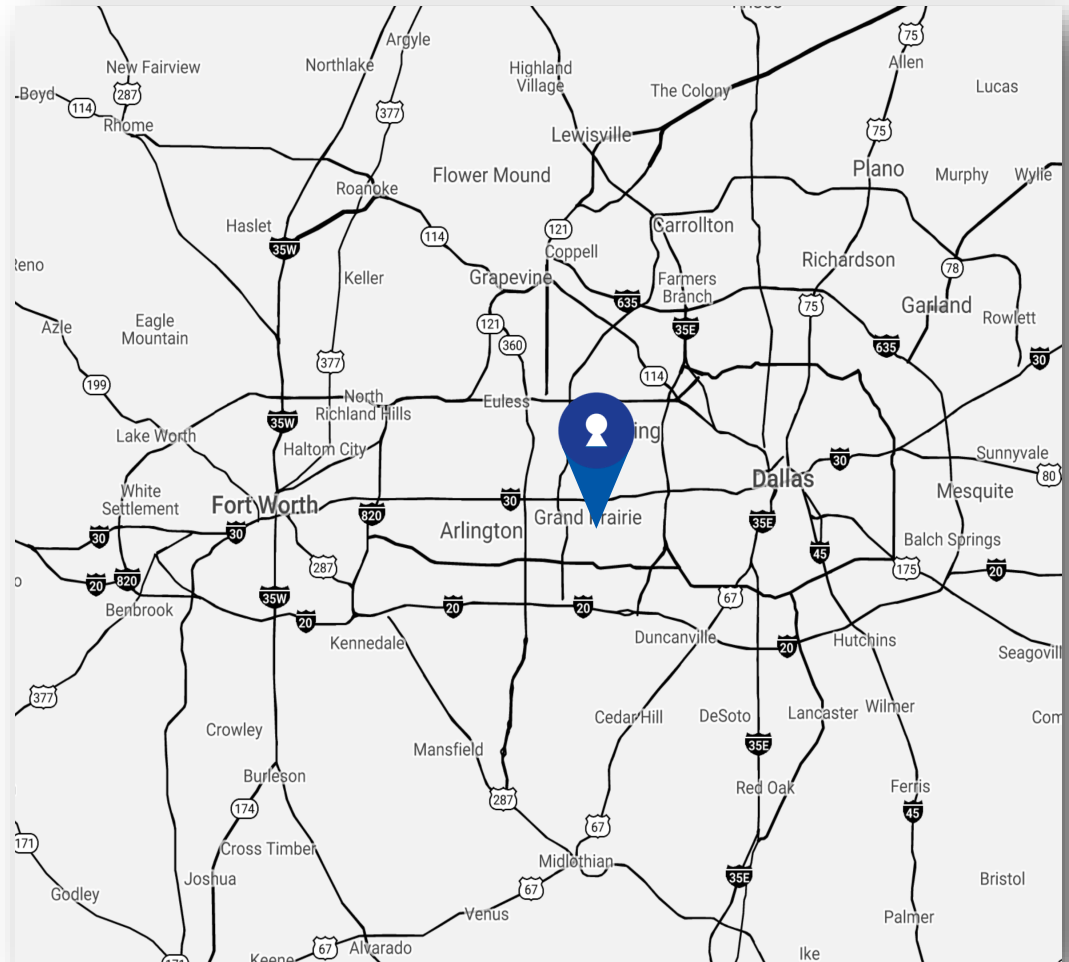 Argyle
75
New Fairview
Northlake
Highland
Village
Allen
Lucas
The Colony
Boyd
114
287
377
Rhome
Lewisville
75
Plano
Murphy
Wylie
Flower Mound
Roanoke
Haslet
35W
114
121
Carrollton
Coppell
Richardson
78
Keller
Grapevine
Farmers
Branch
635
75
Garland
Rowlett
Azle
Eagle
Mountain
121
360
35E
635
30
377
199
114
North
Richland Hills
Euless
35W
Lake Worth
Haltom City
ing
30
Sunnyvale
80
Dallas
White
Settlement
Fort Worth
30
Mesquite
820
Arlington
Grand Prairie
35E
30
30
45
Balch Springs
287
175
20
820
20
Benbrook
35W
20
20
20
67
Kennedale
Duncanville
Hutchins
20
Seagovil
377
Crowley
Cedar Hill
DeSoto
Lancaster
Wilmer
Com
Mansfield
35E
Burleson
Red Oak
Ferris
174
287
45
67
171
Cross Timber
Midlothian
Joshua
35E
Godley
67
Bristol
Venus
Palmer
67
Alvarado
Keene
Ike